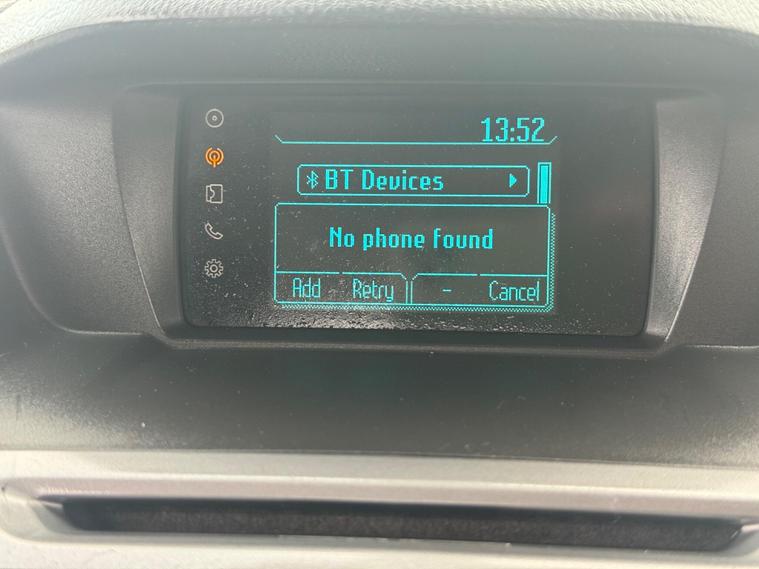 13:52
BT Devices
No phone found
Add Retry - Cancel